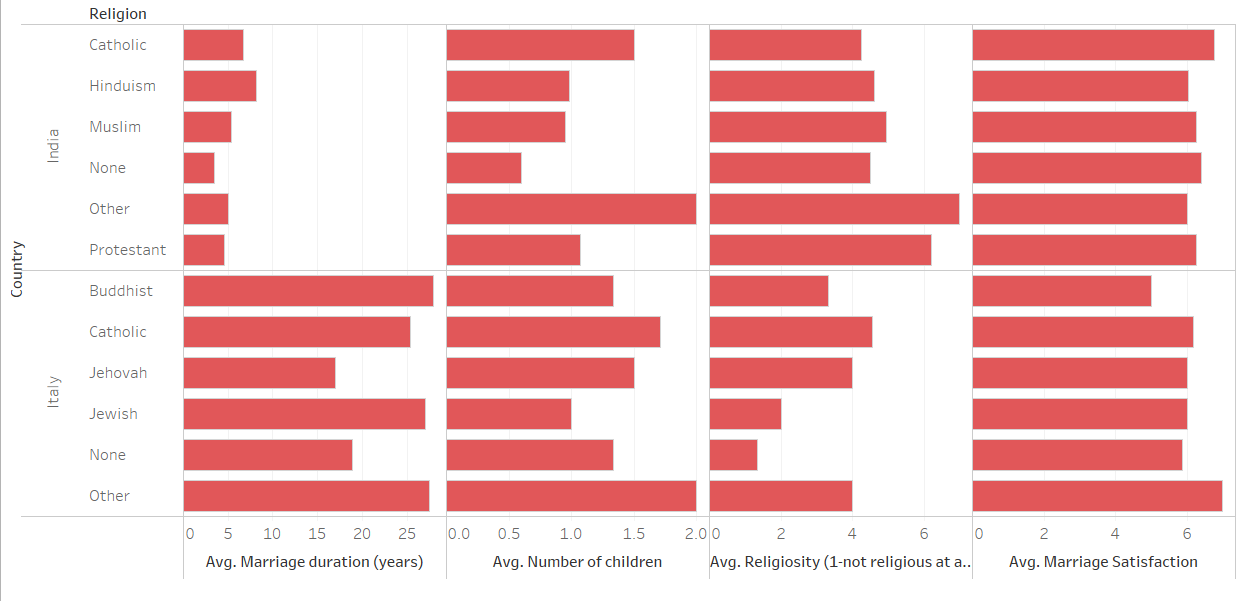 Religion
Country
India
Catholic
Hinduism
Muslim
None
Other
Protestant
Italy
Buddhist
Catholic
Jehovah
Jewish
None
Other
0 5 10 15 20 25 0.0 0.5 1.0 1.5 2.0 0 2 4 6 0 2 4 6
Avg. Marriage duration (years) Avg. Number of children Avg. Religiosity (1-not religious at a.. Avg. Marriage Satisfaction